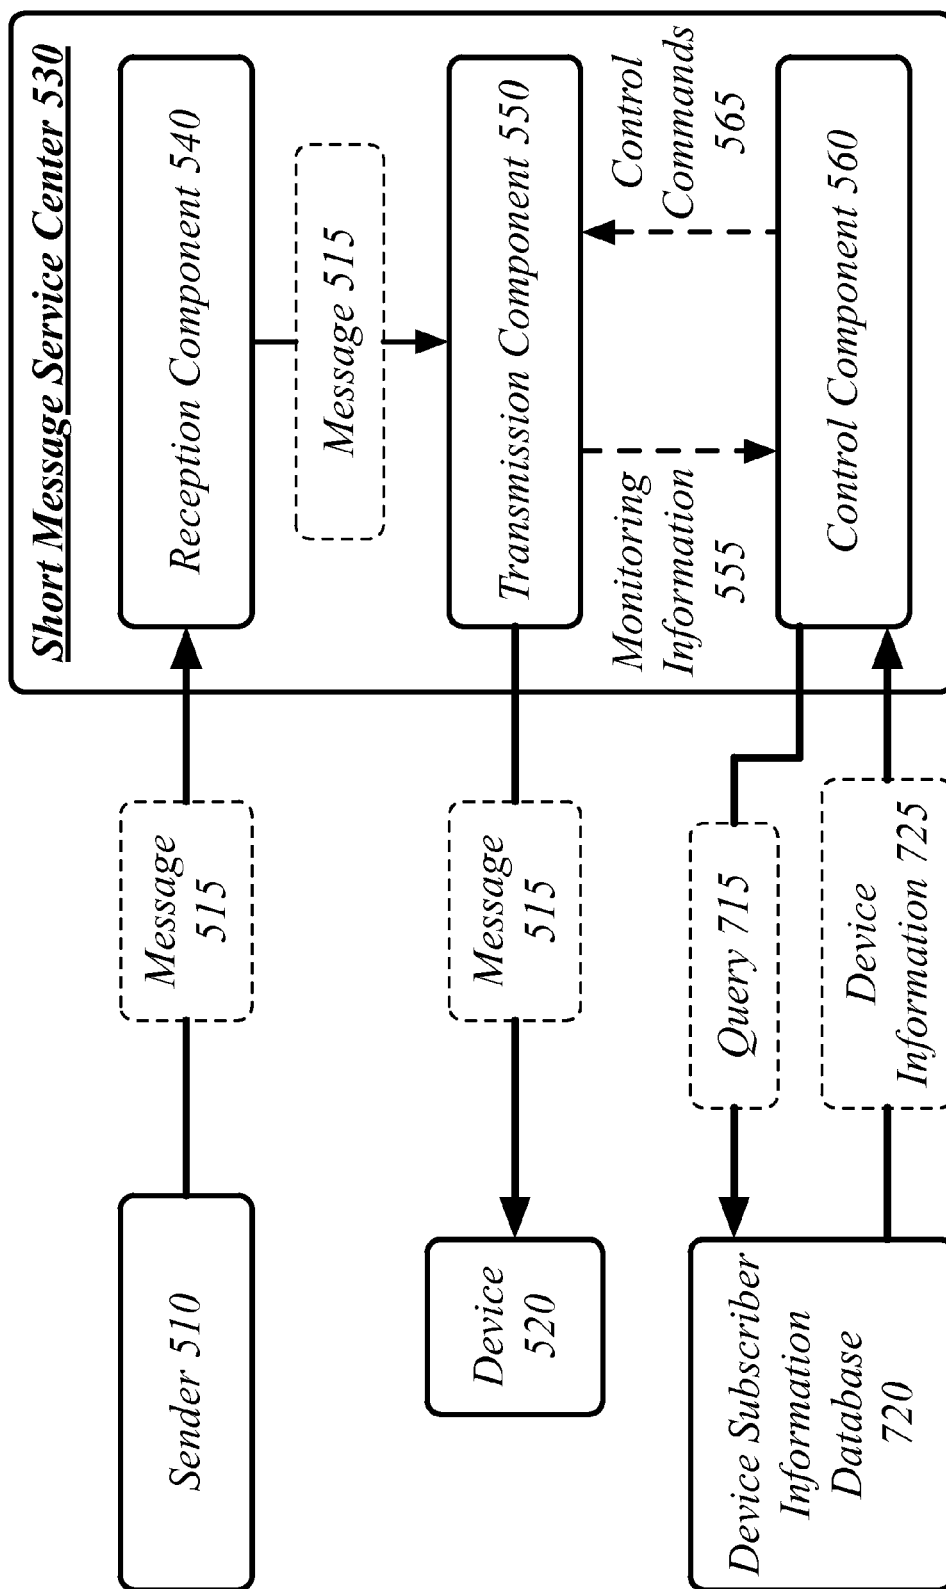 Short Message Service Center 530
Sender 510
Message
515
Reception Component 540
Message 515
Device
520
Message
515
Transmission Component 550
Monitoring
Information
555
Control
Commands
565
Device Subscriber
Information
Database
720
Query 715
Device
Information 725
Control Component 560